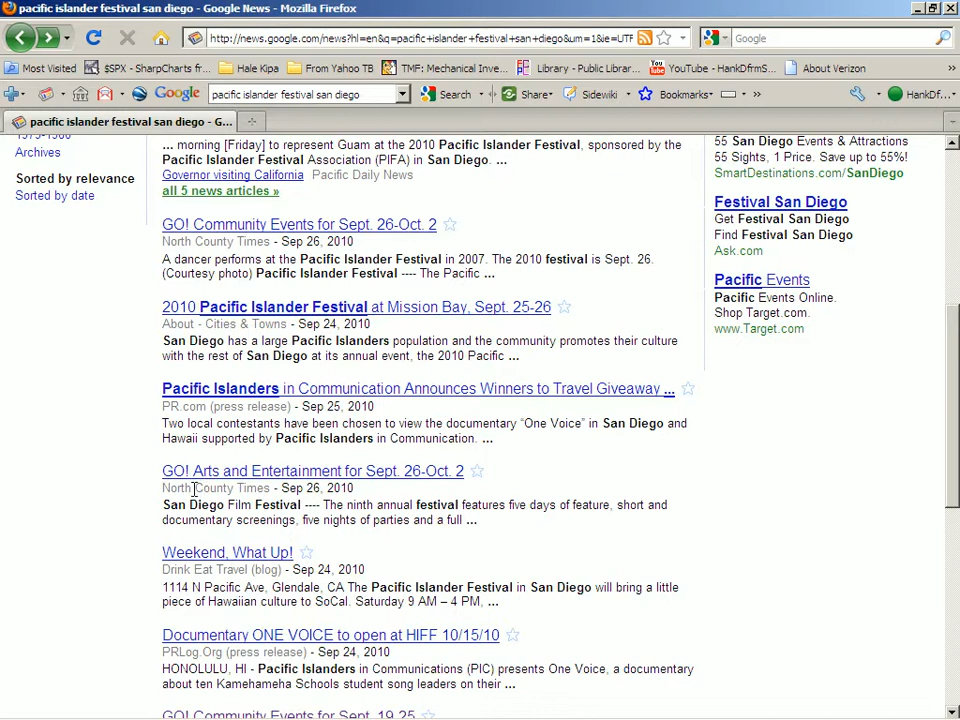 pacific islander festival san diego - Google News - Mozilla Firefox
http://news.google.com/news?hl=en&q=pacific+islander+festival+san+diego&um=1&ie=UTF
Google
Most Visited $SPX - SharpCharts fr... Hale Kipa From Yahoo TB TMF: Mechanical Inve... Library - Public Librar... YouTube - HankDfrmS... About Verizon »
Google pacific islander festival san diego Search Share Sidewiki Bookmarks » HankDf...
pacific islander festival san diego - G...
Archives
Sorted by relevance
Sorted by date
... morning [Friday] to represent Guam at the 2010 Pacific Islander Festival, sponsored by the
Pacific Islander Festival Association (PIFA) in San Diego. ...
Governor visiting California Pacific Daily News
all 5 news articles »
GO! Community Events for Sept. 26-Oct. 2
North County Times - Sep 26, 2010
A dancer performs at the Pacific Islander Festival in 2007. The 2010 festival is Sept. 26.
(Courtesy photo) Pacific Islander Festival ---- The Pacific ...
2010 Pacific Islander Festival at Mission Bay, Sept. 25-26
About - Cities & Towns - Sep 24, 2010
San Diego has a large Pacific Islanders population and the community promotes their culture
with the rest of San Diego at its annual event, the 2010 Pacific ...
Pacific Islanders in Communication Announces Winners to Travel Giveaway ...
PR.com (press release) - Sep 25, 2010
Two local contestants have been chosen to view the documentary “One Voice” in San Diego and
Hawaii supported by Pacific Islanders in Communication. ...
GO! Arts and Entertainment for Sept. 26-Oct. 2
North County Times - Sep 26, 2010
San Diego Film Festival ---- The ninth annual festival features five days of feature, short and
documentary screenings, five nights of parties and a full ...
Weekend, What Up!
Drink Eat Travel (blog) - Sep 24, 2010
1114 N Pacific Ave, Glendale, CA The Pacific Islander Festival in San Diego will bring a little
piece of Hawaiian culture to SoCal. Saturday 9 AM – 4 PM, ...
Documentary ONE VOICE to open at HIFF 10/15/10
PRLog.Org (press release) - Sep 24, 2010
HONOLULU, HI - Pacific Islanders in Communications (PIC) presents One Voice, a documentary
about ten Kamehameha Schools student song leaders on their ...
GO! Community Events for Sept. 19-25
55 San Diego Events & Attractions
55 Sights, 1 Price. Save up to 55%!
SmartDestinations.com/SanDiego
Festival San Diego
Get Festival San Diego
Find Festival San Diego
Ask.com
Pacific Events
Pacific Events Online.
Shop Target.com.
www.Target.com